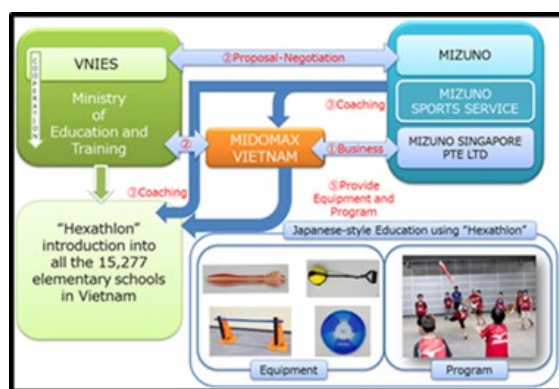 VNIES
COOPERATION
Ministry
of
Education and
Training
②Proposal·Negotiation
MIZUNO
MIZUNO
SPORTS SERVICE
MIZUNO SINGAPORE
PTE LTD
③Coaching
②
MIDOMAX
VIETNAM
①Business
③Coaching
⑤Provide
Equipment and
Program
"Hexathlon"
introduction into
all the 15,277
elementary schools
in Vietnam
Japanese-style Education using "Hexathlon"
Equipment
Program